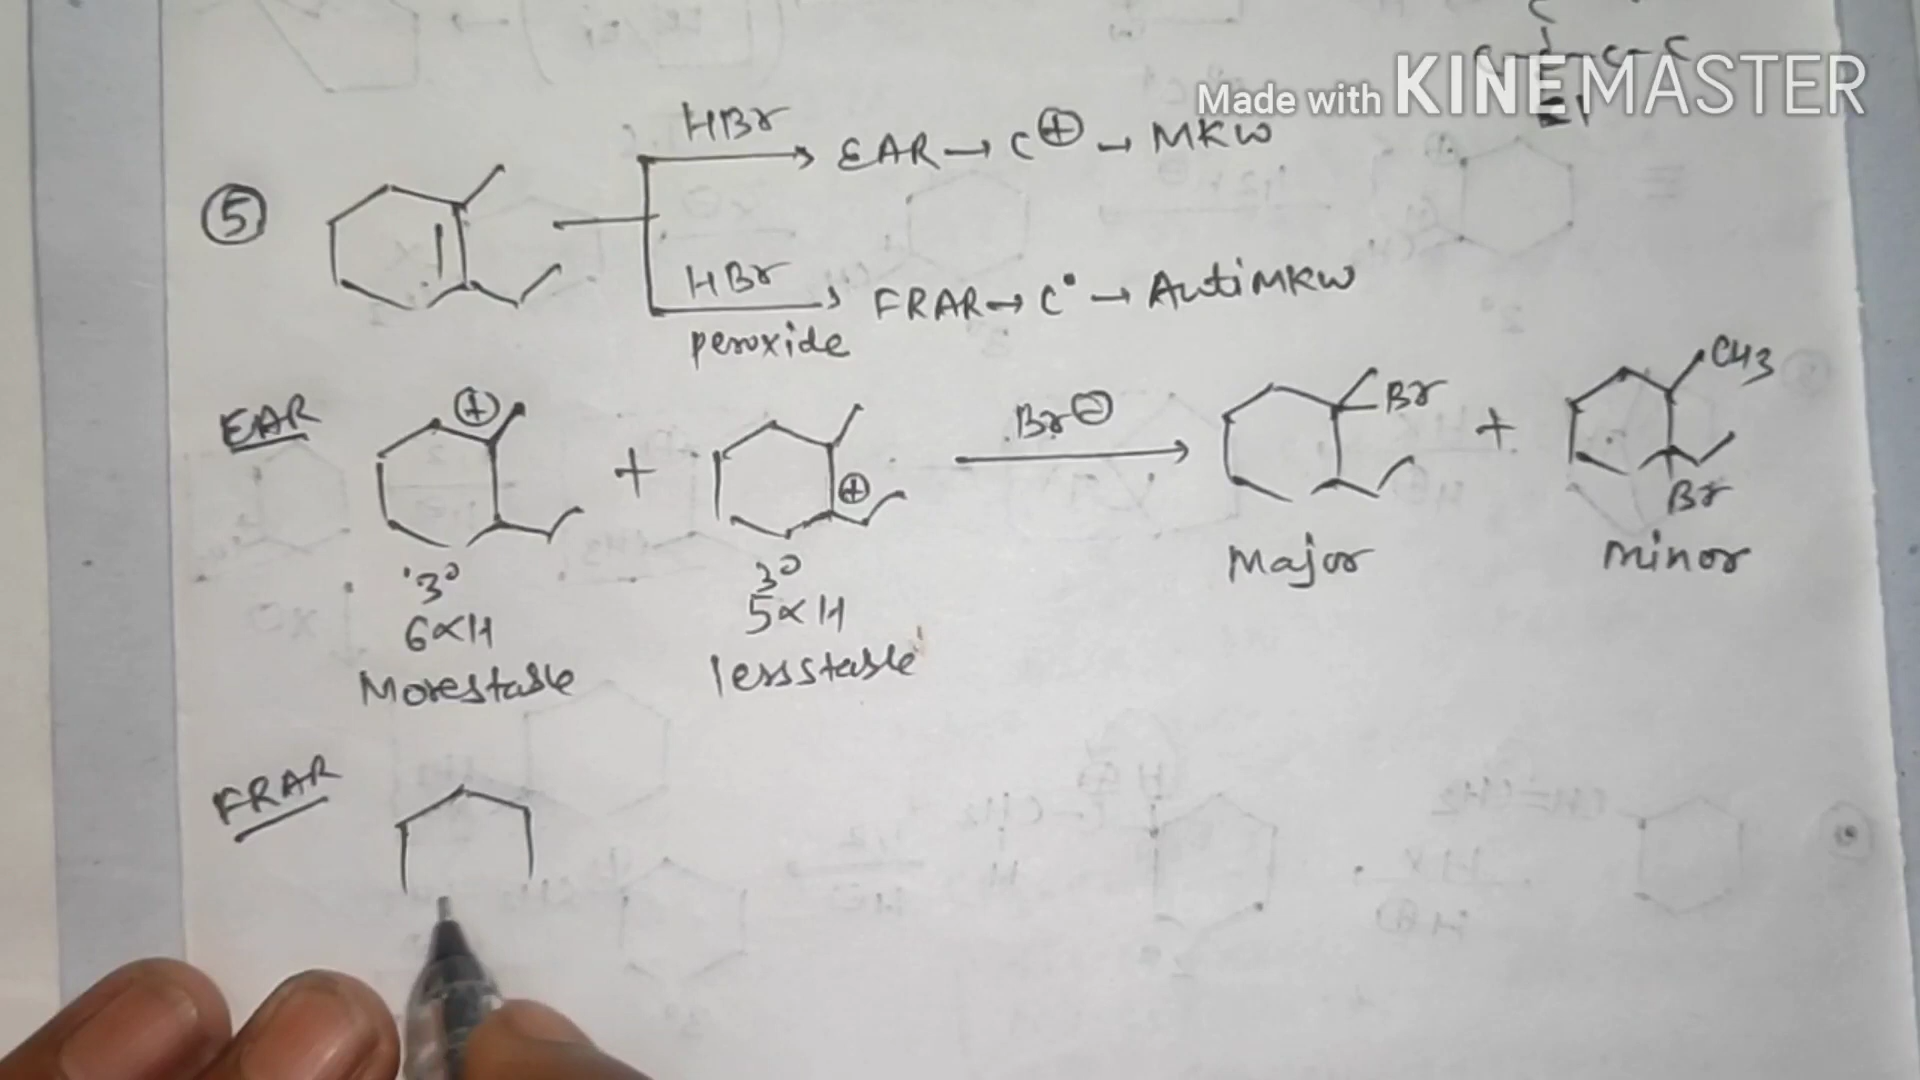 Made with KINEMASTER
HBr
EAR → C⊕ → MKW
⑤
HBr
peroxide
FRAR → C• → AntiMKW
EAR
⊕
+
⊕
Br⊖
Br
+
CH3
Br
3°
6αH
Morestable
3°
5αH
lessstable
Major
minor
FRAR